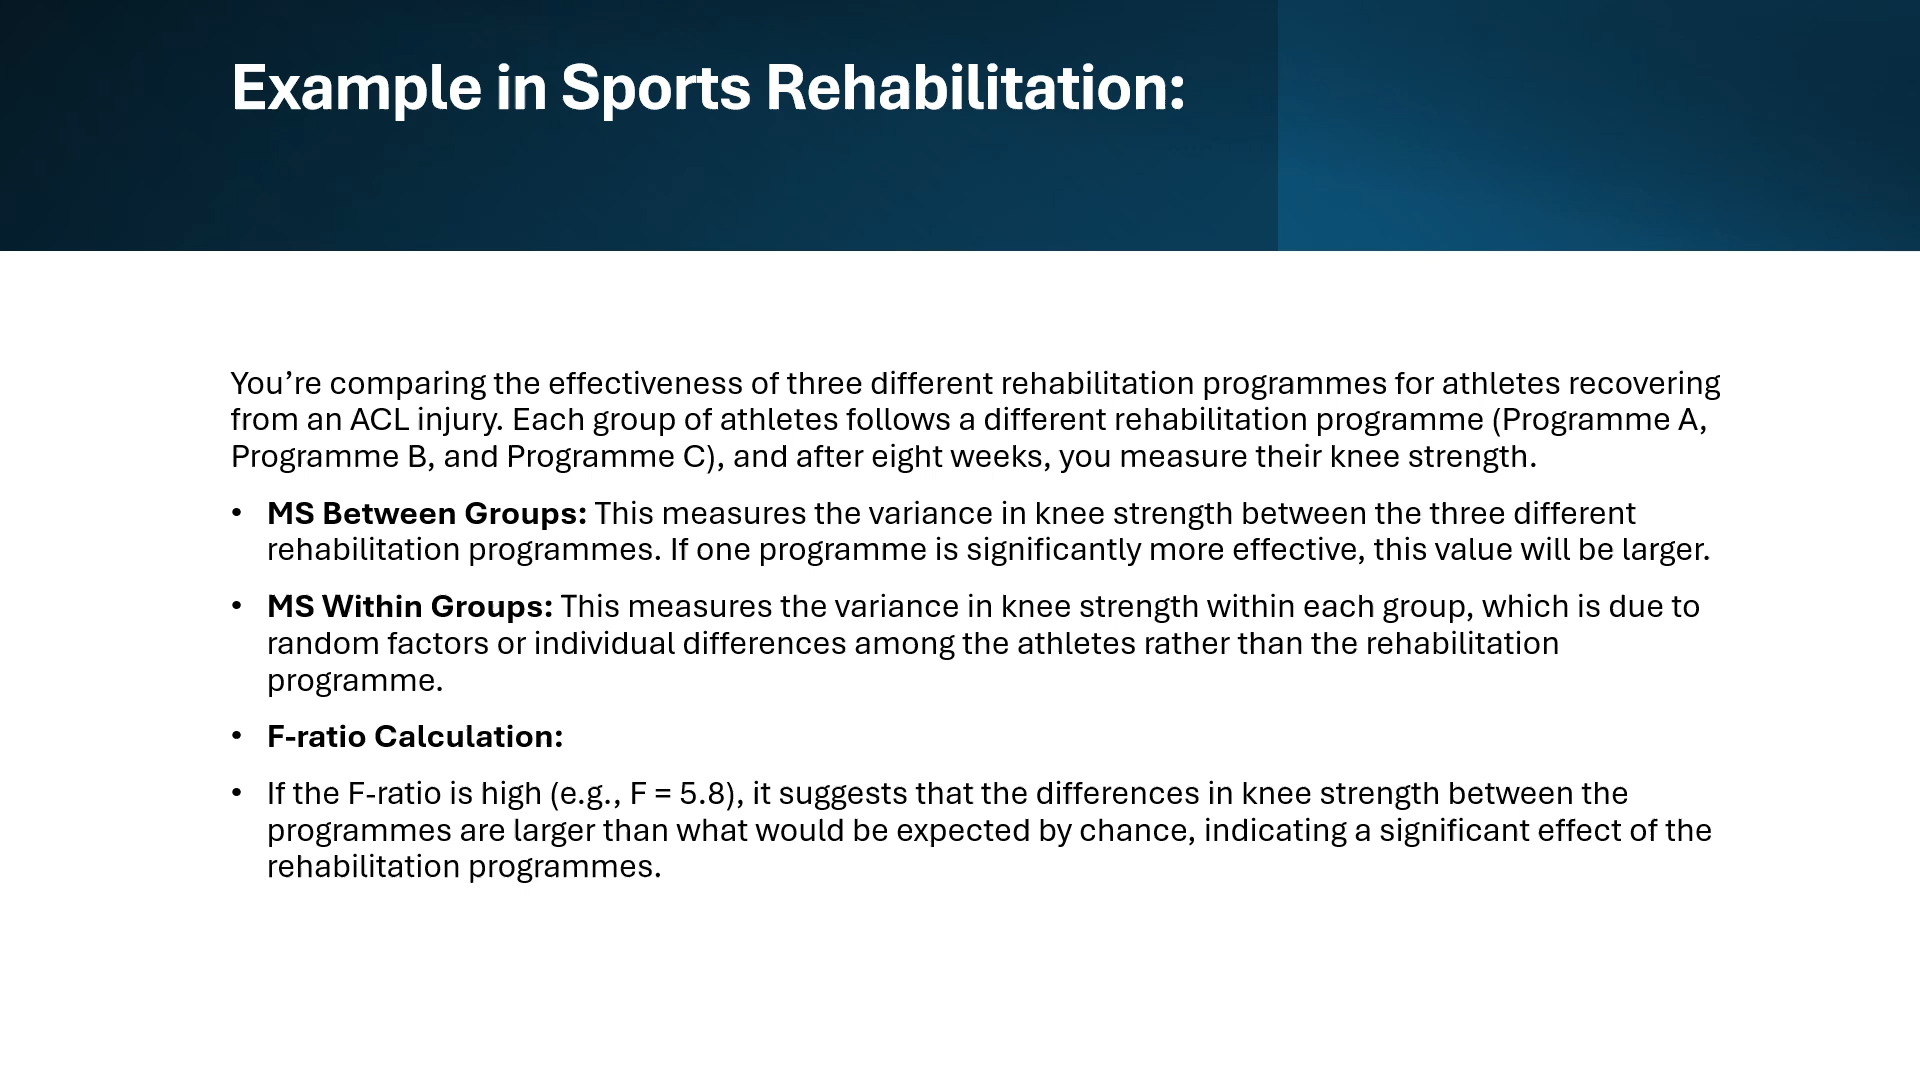 Example in Sports Rehabilitation:
You’re comparing the effectiveness of three different rehabilitation programmes for athletes recovering
from an ACL injury. Each group of athletes follows a different rehabilitation programme (Programme A,
Programme B, and Programme C), and after eight weeks, you measure their knee strength.
• MS Between Groups: This measures the variance in knee strength between the three different
rehabilitation programmes. If one programme is significantly more effective, this value will be larger.
• MS Within Groups: This measures the variance in knee strength within each group, which is due to
random factors or individual differences among the athletes rather than the rehabilitation
programme.
• F-ratio Calculation:
• If the F-ratio is high (e.g., F = 5.8), it suggests that the differences in knee strength between the
programmes are larger than what would be expected by chance, indicating a significant effect of the
rehabilitation programmes.